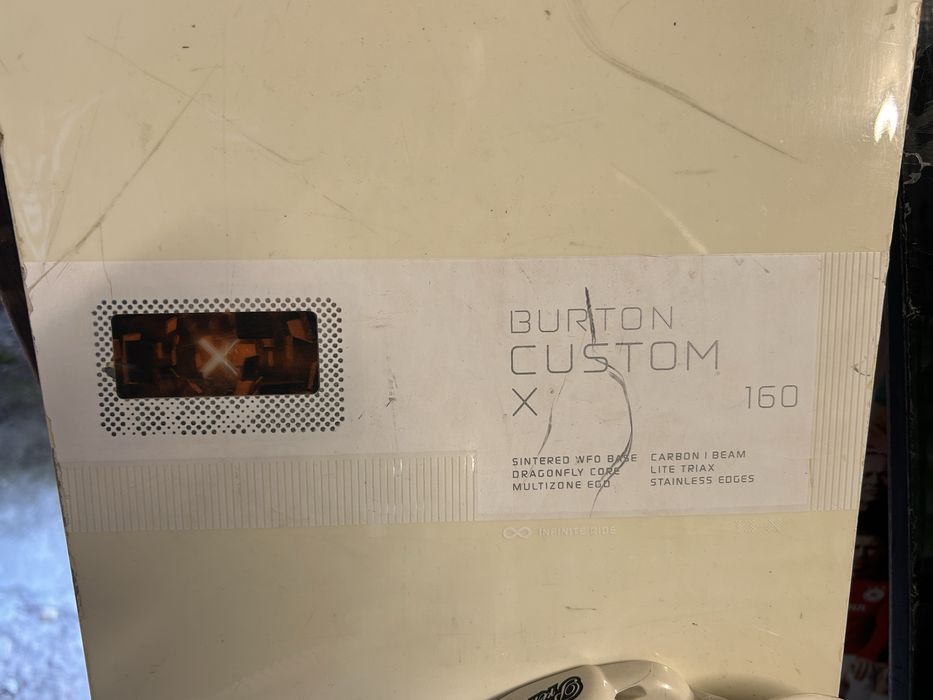 BURTON
CUSTOM
X
160
X
SINTERED WFO BASE
DRAGONFLY CORE
MULTIZONE EGD
CARBON I BEAM
LITE TRIAX
STAINLESS EDGES
INFINITE RIDE